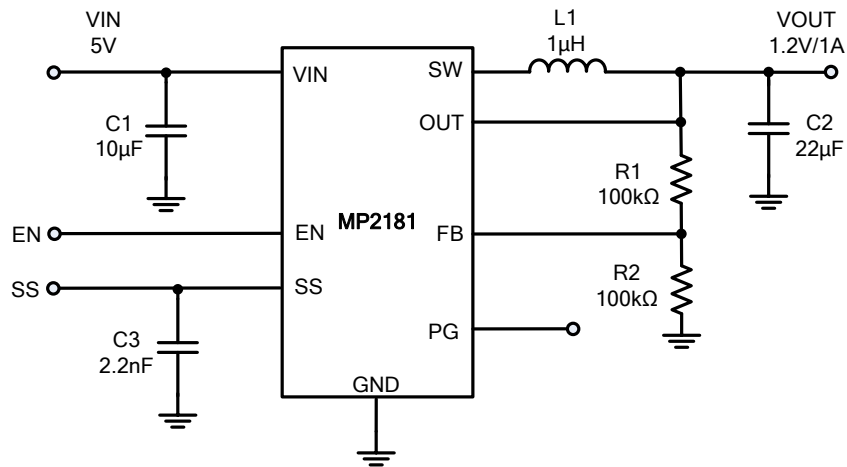 VIN
5V
L1
1µH
VOUT
1.2V/1A
VIN
SW
OUT
C1
10µF
C2
22µF
R1
100kΩ
MP2181
EN
EN
FB
SS
SS
R2
100kΩ
PG
C3
2.2nF
GND